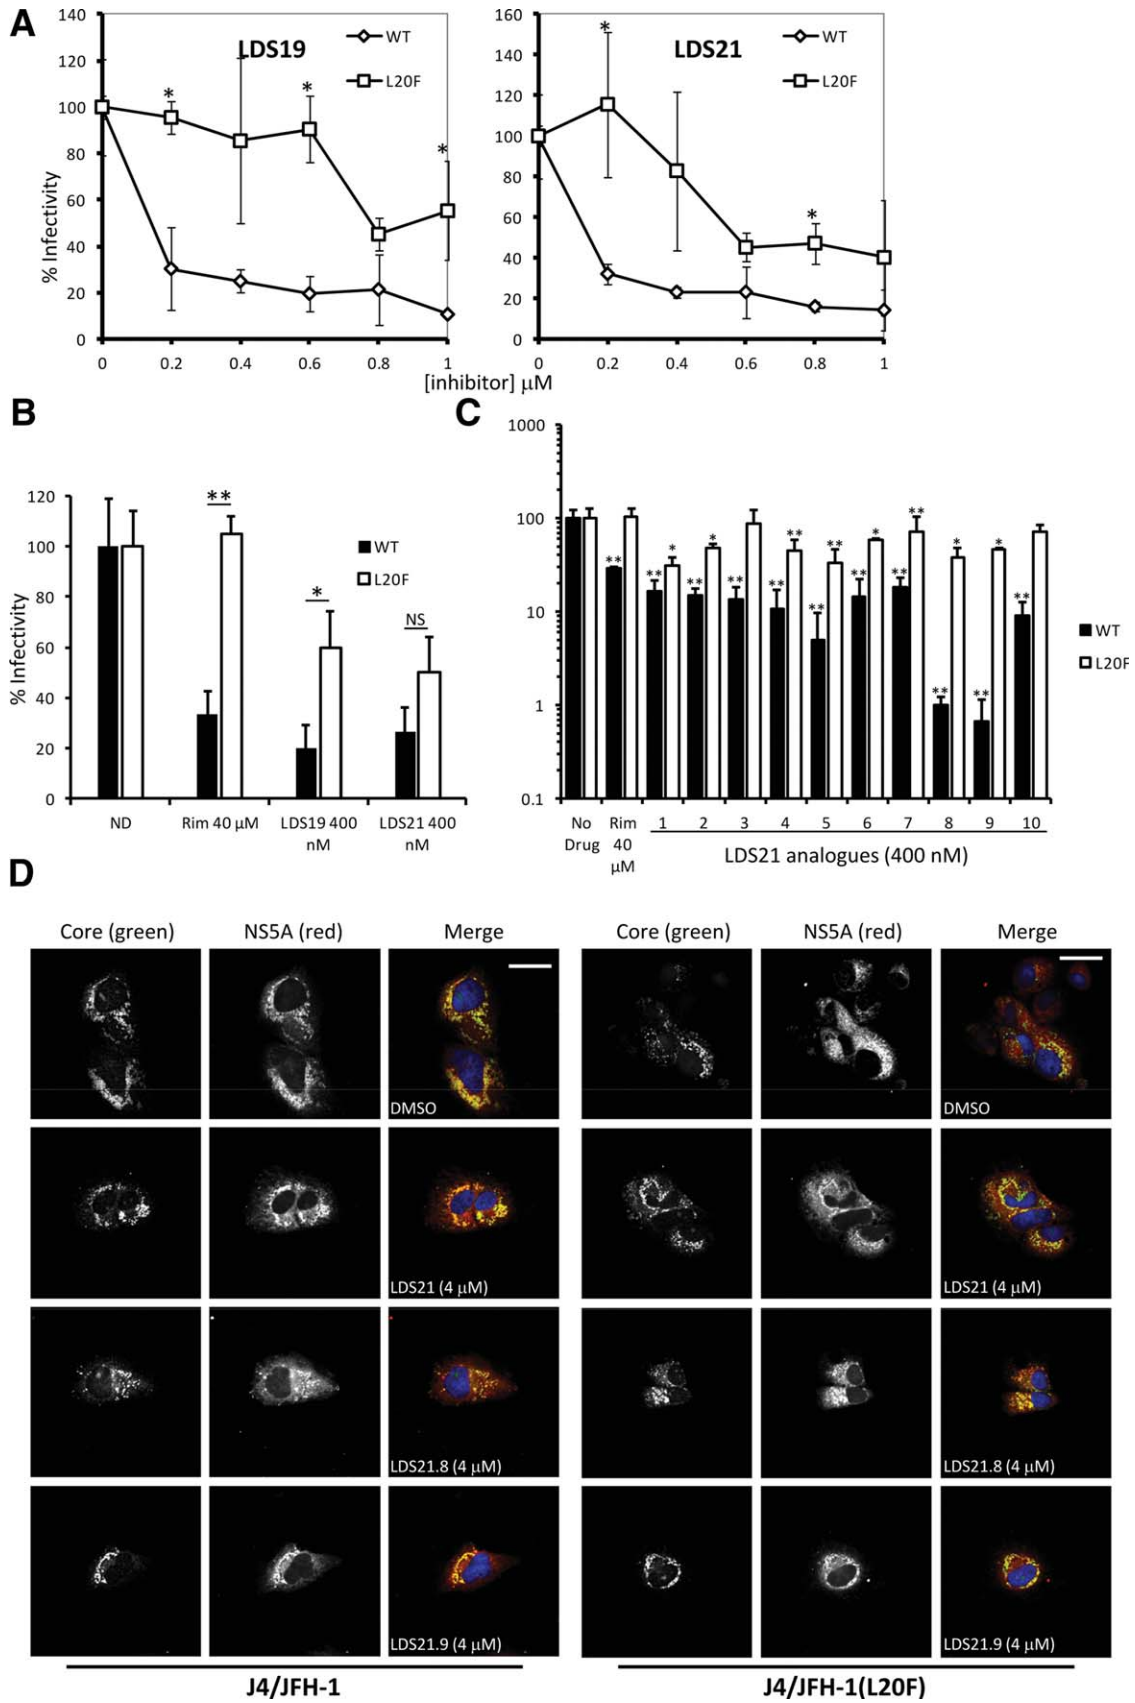 A
LDS19
WT
L20F
% Infectivity
140
120
100
80
60
40
20
0
* * *
0 0.2 0.4 0.6 0.8 1
LDS21
WT
L20F
160
140
120
100
80
60
40
20
0
* *
0 0.2 0.4 0.6 0.8 1
[inhibitor] μM
B
% Infectivity
120
100
80
60
40
20
0
** * NS
WT
L20F
ND
Rim 40 μM
LDS19 400
nM
LDS21 400
nM
C
1000
100
10
1
0.1
** ** * ** * ** ** ** ** ** ** * ** ** ** * ** * **
WT
L20F
No
Drug
Rim
40
μM
1 2 3 4 5 6 7 8 9 10
LDS21 analogues (400 nM)
D
Core (green) NS5A (red) Merge Core (green) NS5A (red) Merge
DMSO DMSO
LDS21 (4 μM) LDS21 (4 μM)
LDS21.8 (4 μM) LDS21.8 (4 μM)
LDS21.9 (4 μM) LDS21.9 (4 μM)
J4/JFH-1 J4/JFH-1(L20F)